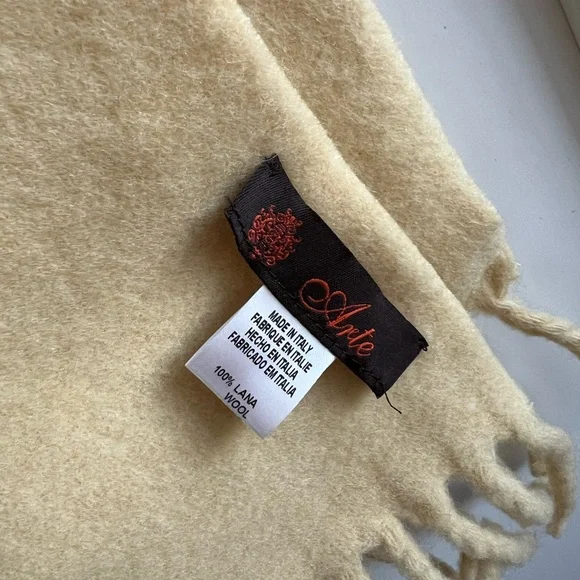 Arte
MADE IN ITALY
FABRIQUE EN ITALIE
HECHO EN ITALIA
FABRICADO EM ITALIA
100% LANA
WOOL